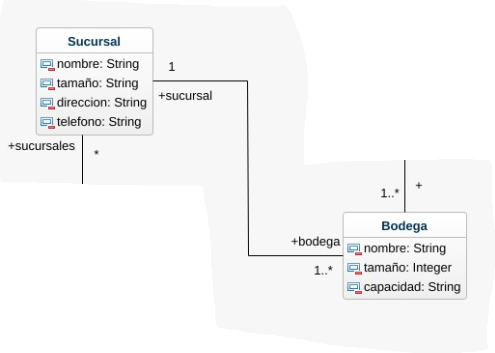 Sucursal
nombre: String
tamaño: String
direccion: String
telefono: String
1
+sucursal
+sucursales
*
+
1..*
Bodega
nombre: String
tamaño: Integer
capacidad: String
+bodega
1..*